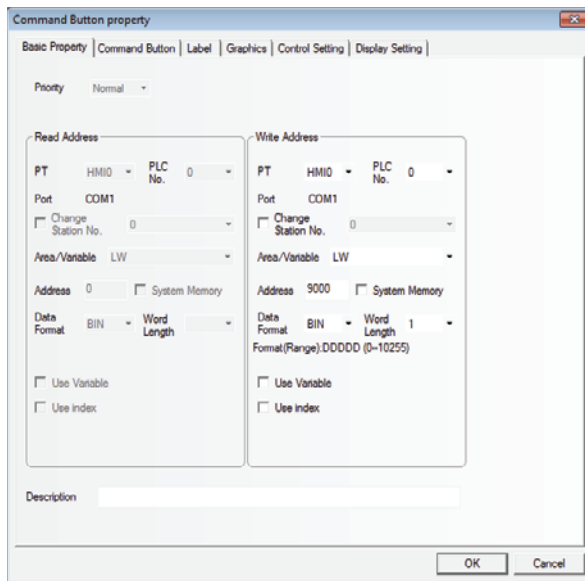 Command Button property
Basic Property Command Button Label Graphics Control Setting Display Setting
Priority Normal
Read Address
PT HMI0 PLC No. 0
Port COM1
Change Station No. 0
Area/Variable LW
Address 0 System Memory
Data Format BIN Word Length
Use Variable
Use index
Write Address
PT HMI0 PLC No. 0
Port COM1
Change Station No. 0
Area/Variable LW
Address 9000 System Memory
Data Format BIN Word Length 1
Format(Range):DDDDD (0~10255)
Use Variable
Use index
Description
OK Cancel